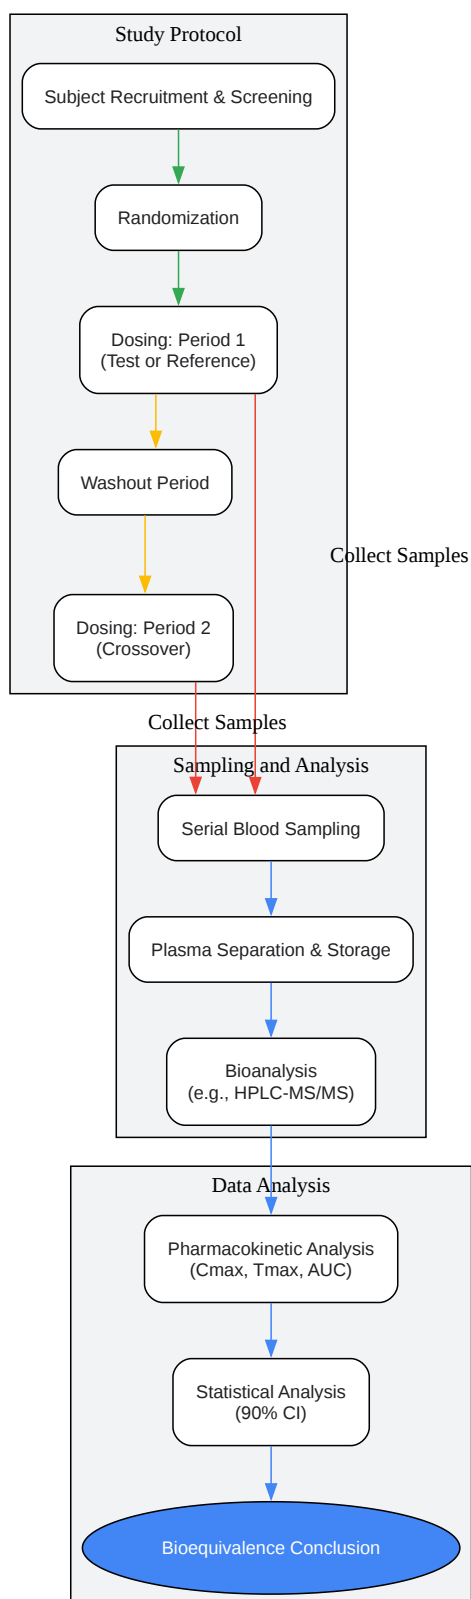 Study Protocol
Subject Recruitment & Screening
Randomization
Dosing: Period 1
(Test or Reference)
Washout Period
Collect Samples
Dosing: Period 2
(Crossover)
Collect Samples
Sampling and Analysis
Serial Blood Sampling
Plasma Separation & Storage
Bioanalysis
(e.g., HPLC-MS/MS)
Data Analysis
Pharmacokinetic Analysis
(Cmax, Tmax, AUC)
Statistical Analysis
(90% CI)
Bioequivalence Conclusion